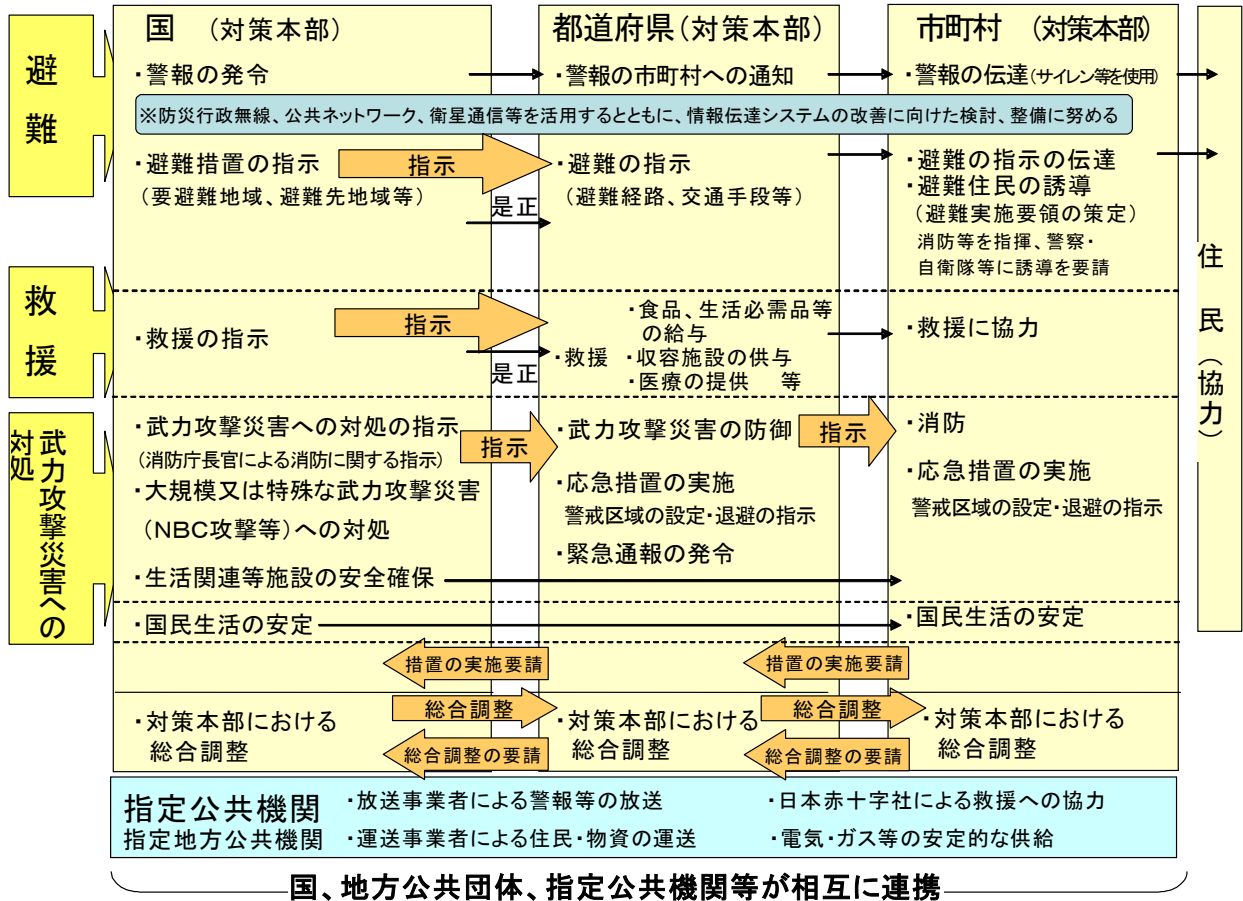 避難
国 (対策本部)
都道府県(対策本部)
市町村 (対策本部)
・警報の発令
・警報の市町村への通知
・警報の伝達(サイレン等を使用)
※防災行政無線、公共ネットワーク、衛星通信等を活用するとともに、情報伝達システムの改善に向けた検討、整備に努める
・避難措置の指示
(要避難地域、避難先地域等)
指示
是正
・避難の指示
(避難経路、交通手段等)
・避難の指示の伝達
・避難住民の誘導
(避難実施要領の策定)
消防等を指揮、警察・
自衛隊等に誘導を要請
住民(協力)
救援
・救援の指示
指示
是正
・救援
・食品、生活必需品等
の給与
・収容施設の供与
・医療の提供 等
・救援に協力
武力攻撃災害への
対処
・武力攻撃災害への対処の指示
(消防庁長官による消防に関する指示)
・大規模又は特殊な武力攻撃災害
(NBC攻撃等)への対処
・生活関連等施設の安全確保
指示
・武力攻撃災害の防御
・応急措置の実施
警戒区域の設定・退避の指示
・緊急通報の発令
指示
・消防
・応急措置の実施
警戒区域の設定・退避の指示
・国民生活の安定
・国民生活の安定
措置の実施要請
措置の実施要請
・対策本部における
総合調整
総合調整
総合調整の要請
・対策本部における
総合調整
総合調整
総合調整の要請
・対策本部における
総合調整
指定公共機関
指定地方公共機関
・放送事業者による警報等の放送
・日本赤十字社による救援への協力
・運送事業者による住民・物資の運送
・電気・ガス等の安定的な供給
国、地方公共団体、指定公共機関等が相互に連携